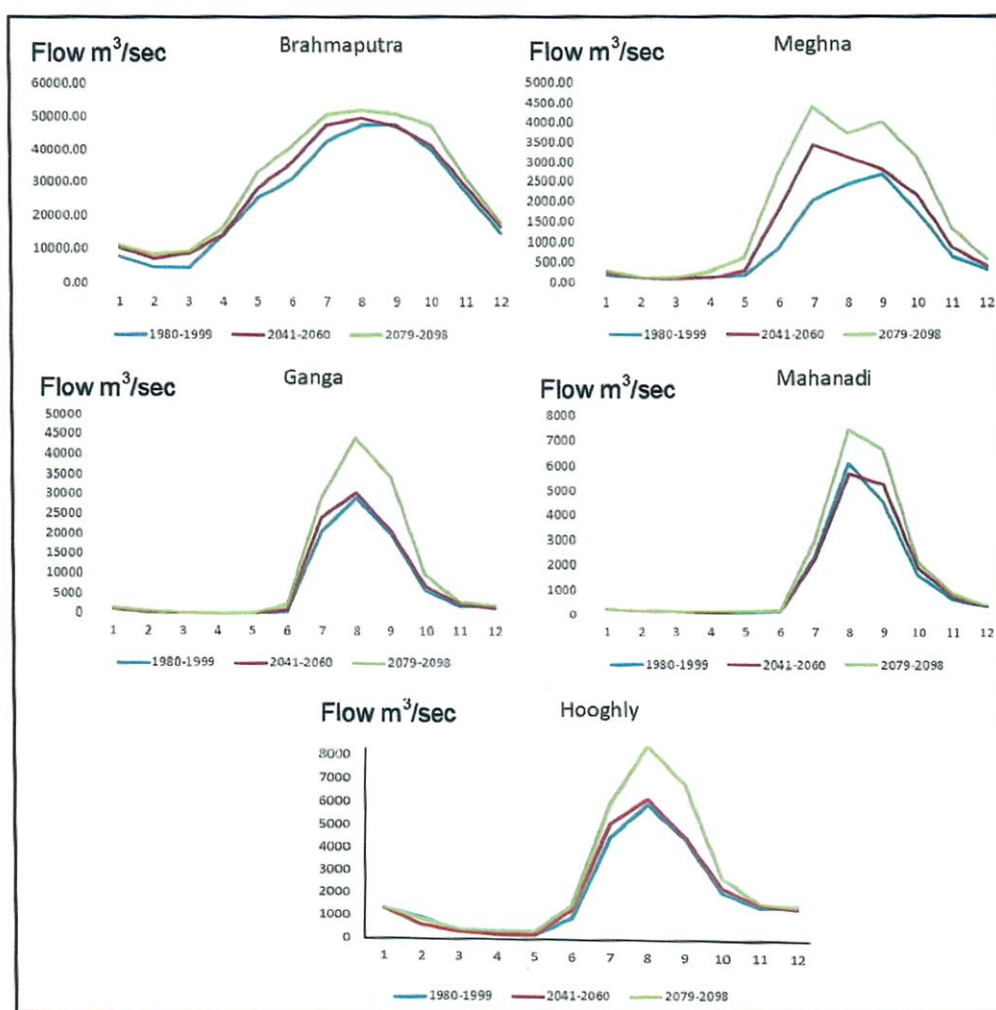 Brahmaputra
Flow m³/sec
60000.00
50000.00
40000.00
30000.00
20000.00
10000.00
0.00
1 2 3 4 5 6 7 8 9 10 11 12
1980-1999 2041-2060 2079-2098
Meghna
Flow m³/sec
5000.00
4500.00
4000.00
3500.00
3000.00
2500.00
2000.00
1500.00
1000.00
500.00
0.00
1 2 3 4 5 6 7 8 9 10 11 12
1980-1999 2041-2060 2079-2098
Ganga
Flow m³/sec
50000
45000
40000
35000
30000
25000
20000
15000
10000
5000
0
1 2 3 4 5 6 7 8 9 10 11 12
1980-1999 2041-2060 2079-2098
Mahanadi
Flow m³/sec
8000
7000
6000
5000
4000
3000
2000
1000
0
1 2 3 4 5 6 7 8 9 10 11 12
1980-1999 2041-2060 2079-2098
Flow m³/sec Hooghly
8000
7000
6000
5000
4000
3000
2000
1000
0
1 2 3 4 5 6 7 8 9 10 11 12
1980-1999 2041-2060 2079-2098